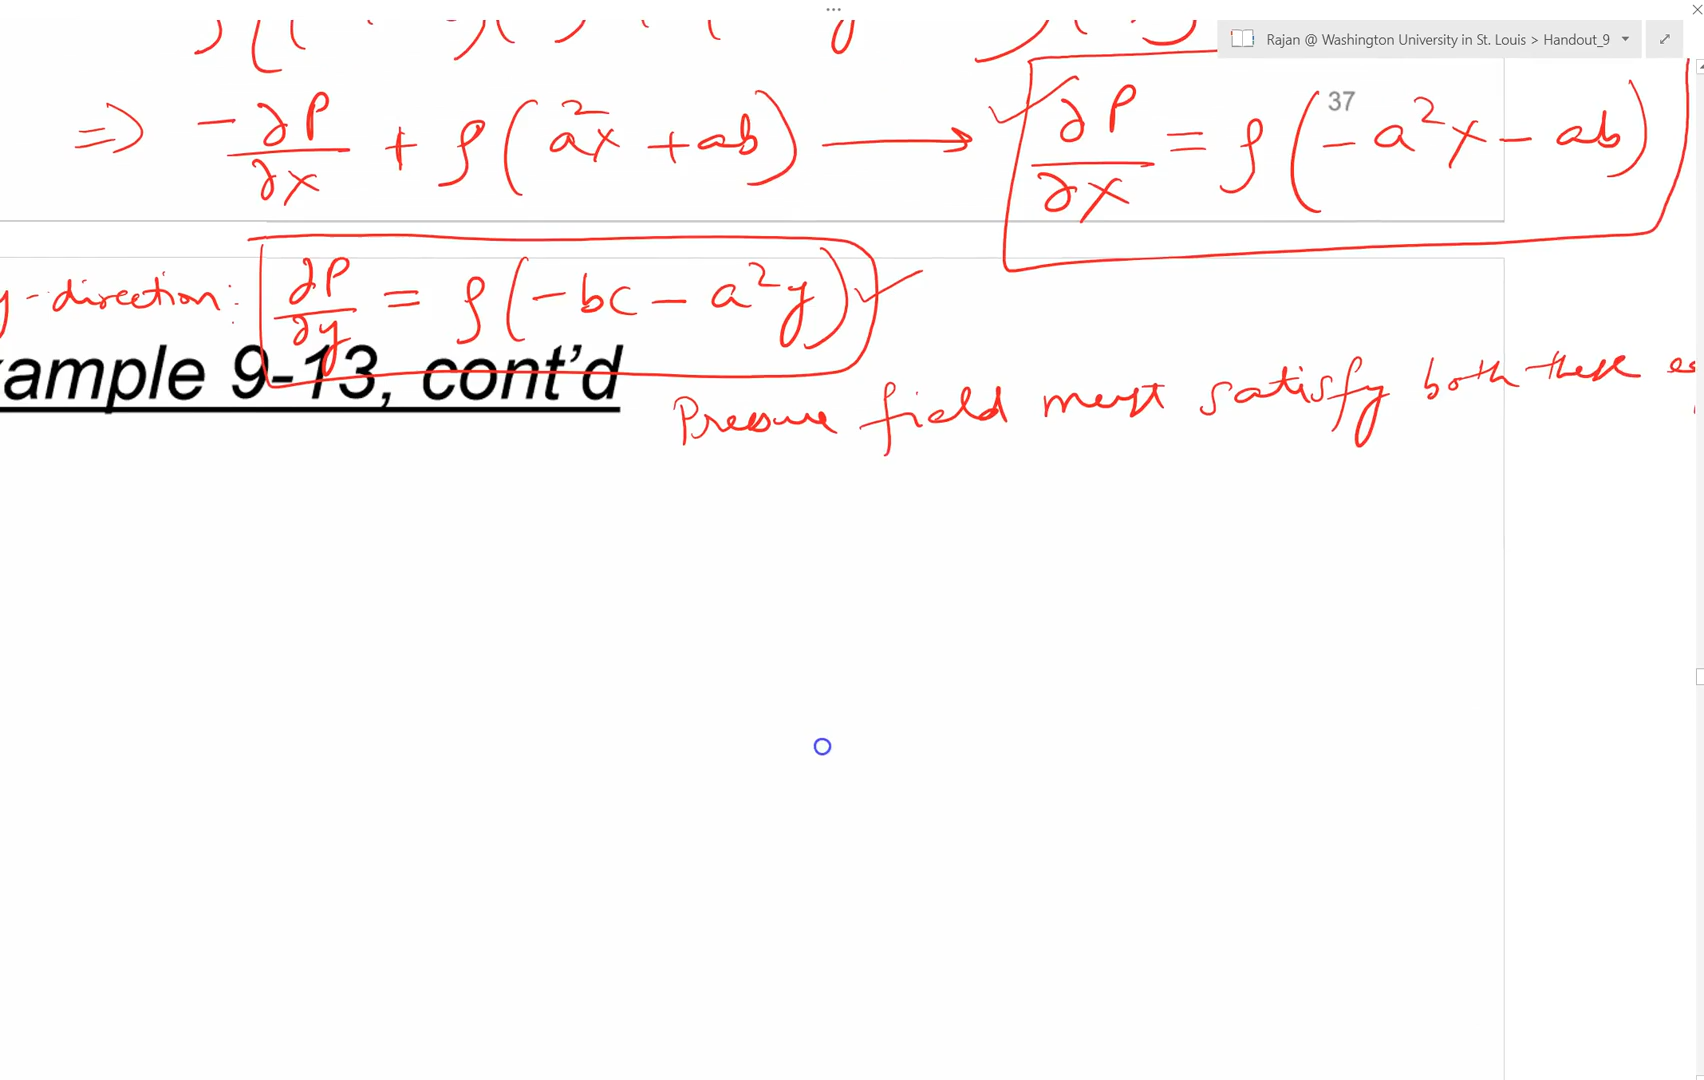 Rajan @ Washington University in St. Louis > Handout_9
37
=> -∂P/∂x + ρ(a²x + ab) ⟶ ✓ ∂P/∂x = ρ(-a²x - ab)
y-direction: ∂P/∂y = ρ(-bc - a²y) ✓
ample 9-13, cont’d
Pressure field must satisfy both these